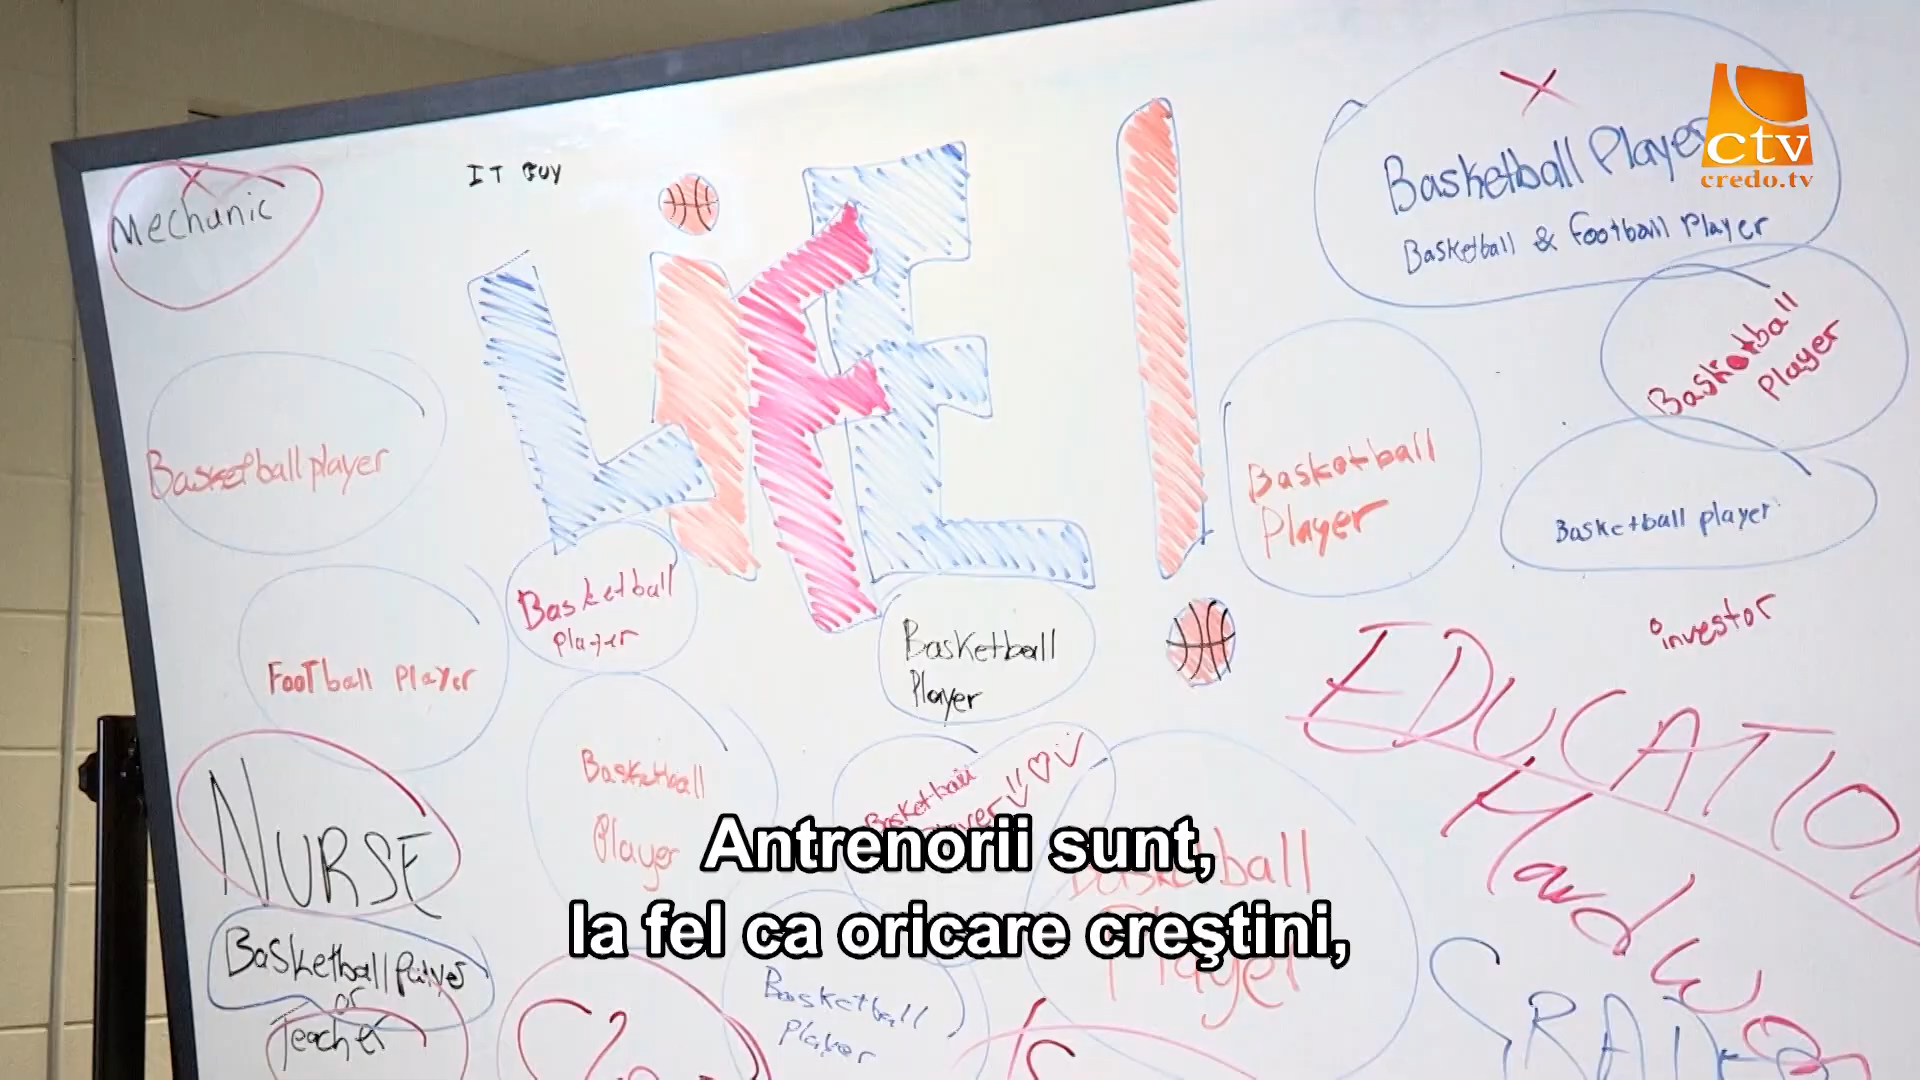 Mechanic
IT GUY
LiFE!
Basketball Player
Basketball & Football Player
ctv
credo.tv
Basketball
Player
Basketball player
Basketball
Player
Basketball player
investor
Football Player
Basketball
player
Basketball
Player
EDUCATION
Hard
NURSE
Basketball
Player
Basketball
Basketball
Player
Antrenorii sunt,
la fel ca oricare creştini,
Basketball
or
Teacher
Basketball
player